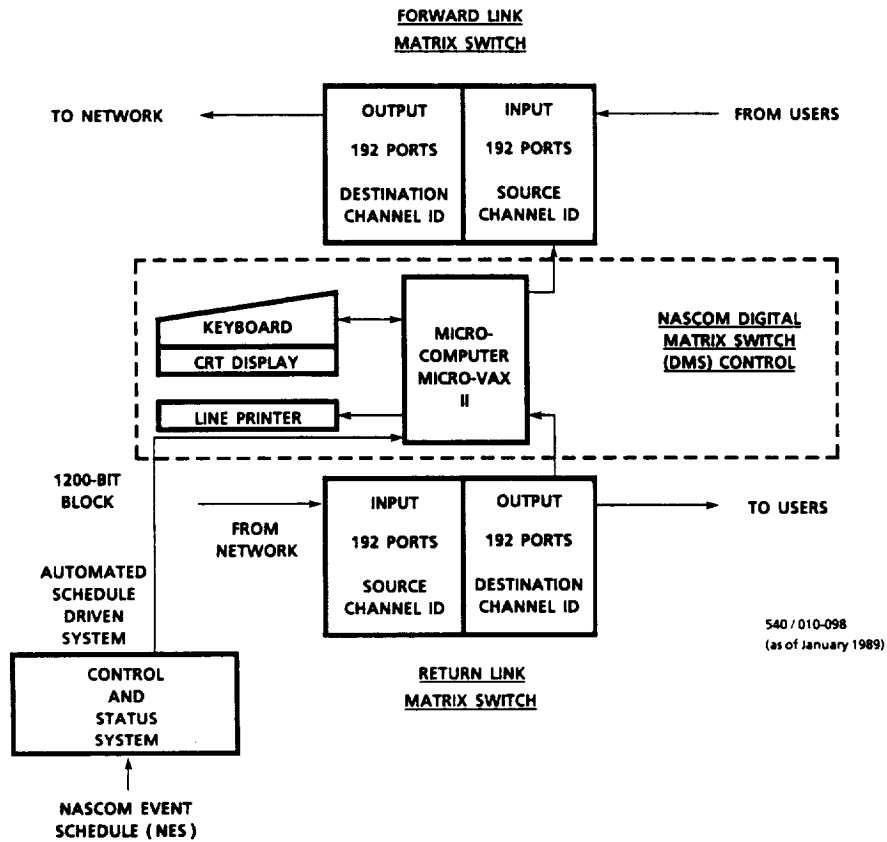 FORWARD LINK
MATRIX SWITCH
TO NETWORK
OUTPUT
192 PORTS
DESTINATION
CHANNEL ID
INPUT
192 PORTS
SOURCE
CHANNEL ID
FROM USERS
KEYBOARD
CRT DISPLAY
LINE PRINTER
MICRO-
COMPUTER
MICRO-VAX
II
NASCOM DIGITAL
MATRIX SWITCH
(DMS) CONTROL
1200-BIT
BLOCK
FROM
NETWORK
INPUT
192 PORTS
SOURCE
CHANNEL ID
OUTPUT
192 PORTS
DESTINATION
CHANNEL ID
TO USERS
AUTOMATED
SCHEDULE
DRIVEN
SYSTEM
540 / 010-098
(as of January 1989)
RETURN LINK
MATRIX SWITCH
CONTROL
AND
STATUS
SYSTEM
NASCOM EVENT
SCHEDULE ( NES )